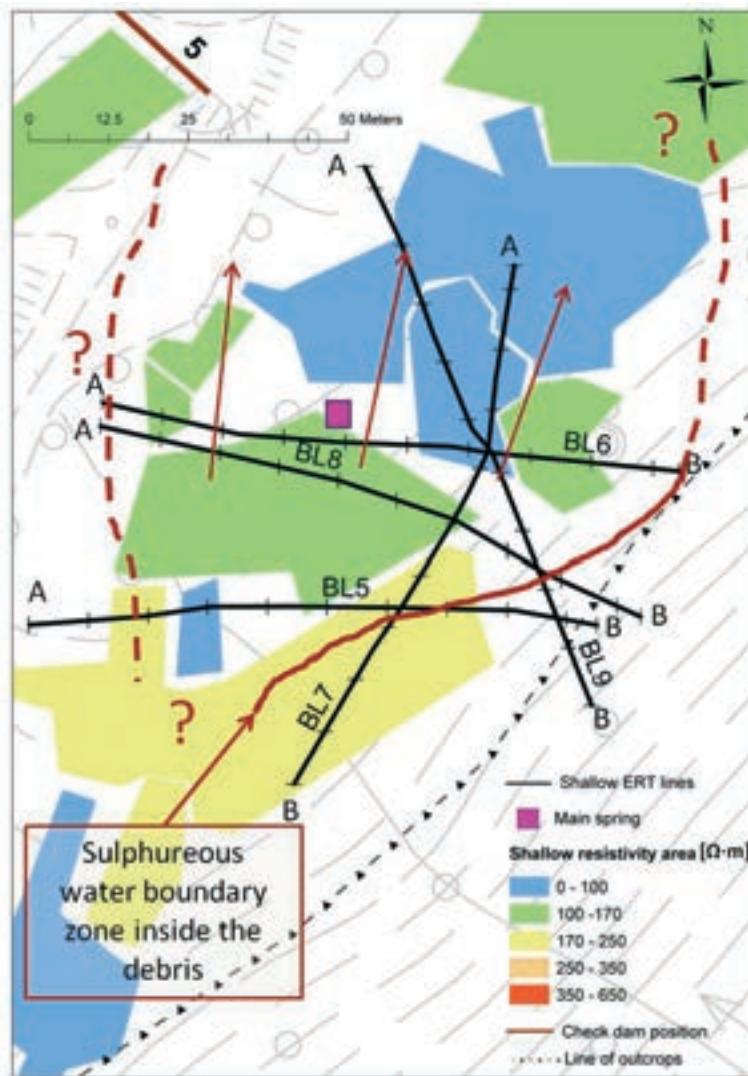 5
N
0 12.5 25 50 Meters
?
?
A
A
?
A
A
BL6
B
BL8
A
BL5
B
B
BL9
BL7
?
B
B
Shallow ERT lines
Main spring
Shallow resistivity area [Ω·m]
0 - 100
100 -170
170 - 250
250 - 350
350 - 650
Check dam position
Line of outcrops
Sulphureous
water boundary
zone inside the
debris